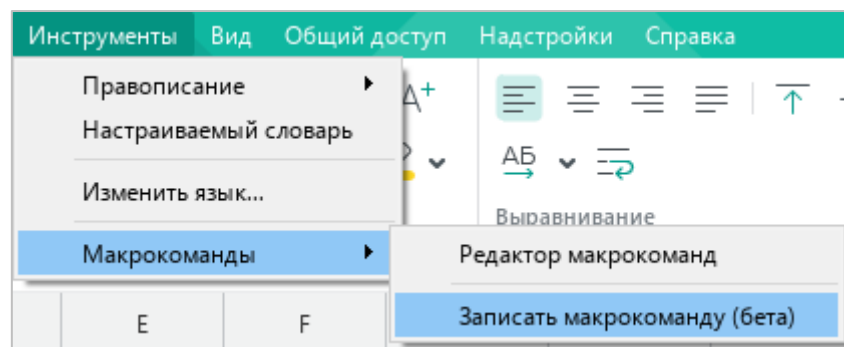 Инструменты Вид Общий доступ Надстройки Справка
Правописание
Настраиваемый словарь
Изменить язык...
Макрокоманды
АБ
Выравнивание
Редактор макрокоманд
Записать макрокоманду (бета)
E F